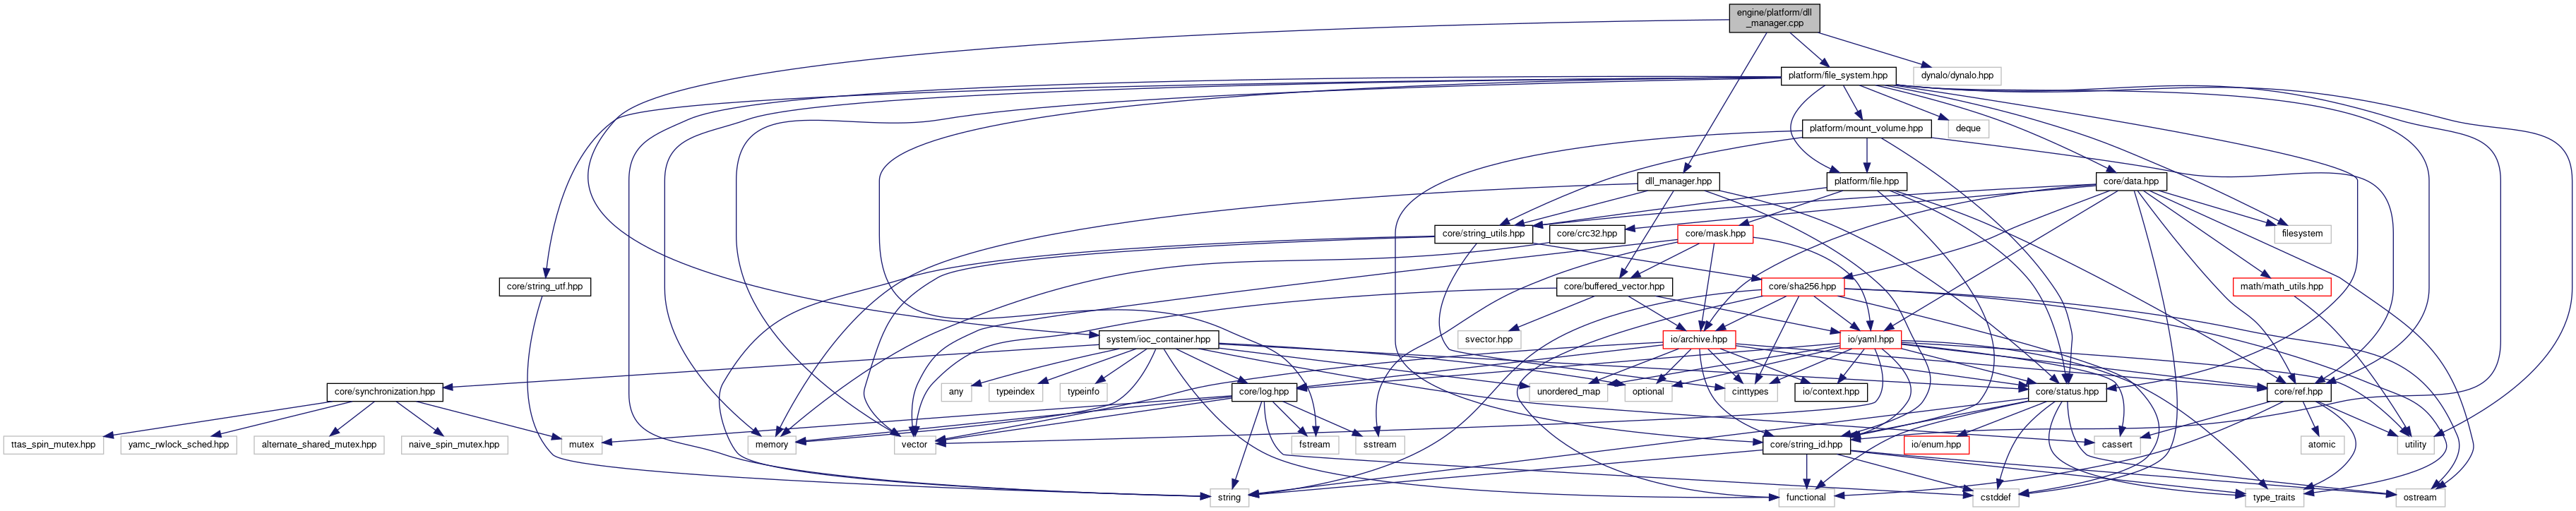 engine/platform/dll
_manager.cpp
platform/file_system.hpp
dynalo/dynalo.hpp
platform/mount_volume.hpp
deque
dll_manager.hpp
platform/file.hpp
core/data.hpp
core/string_utils.hpp
core/crc32.hpp
core/mask.hpp
filesystem
core/string_utf.hpp
core/buffered_vector.hpp
core/sha256.hpp
math/math_utils.hpp
system/ioc_container.hpp
svector.hpp
io/archive.hpp
io/yaml.hpp
core/synchronization.hpp
any
typeindex
typeinfo
core/log.hpp
unordered_map
optional
cinttypes
io/context.hpp
core/status.hpp
core/ref.hpp
ttas_spin_mutex.hpp
yamc_rwlock_sched.hpp
alternate_shared_mutex.hpp
naive_spin_mutex.hpp
mutex
memory
vector
fstream
sstream
core/string_id.hpp
io/enum.hpp
cassert
atomic
utility
string
functional
cstddef
type_traits
ostream